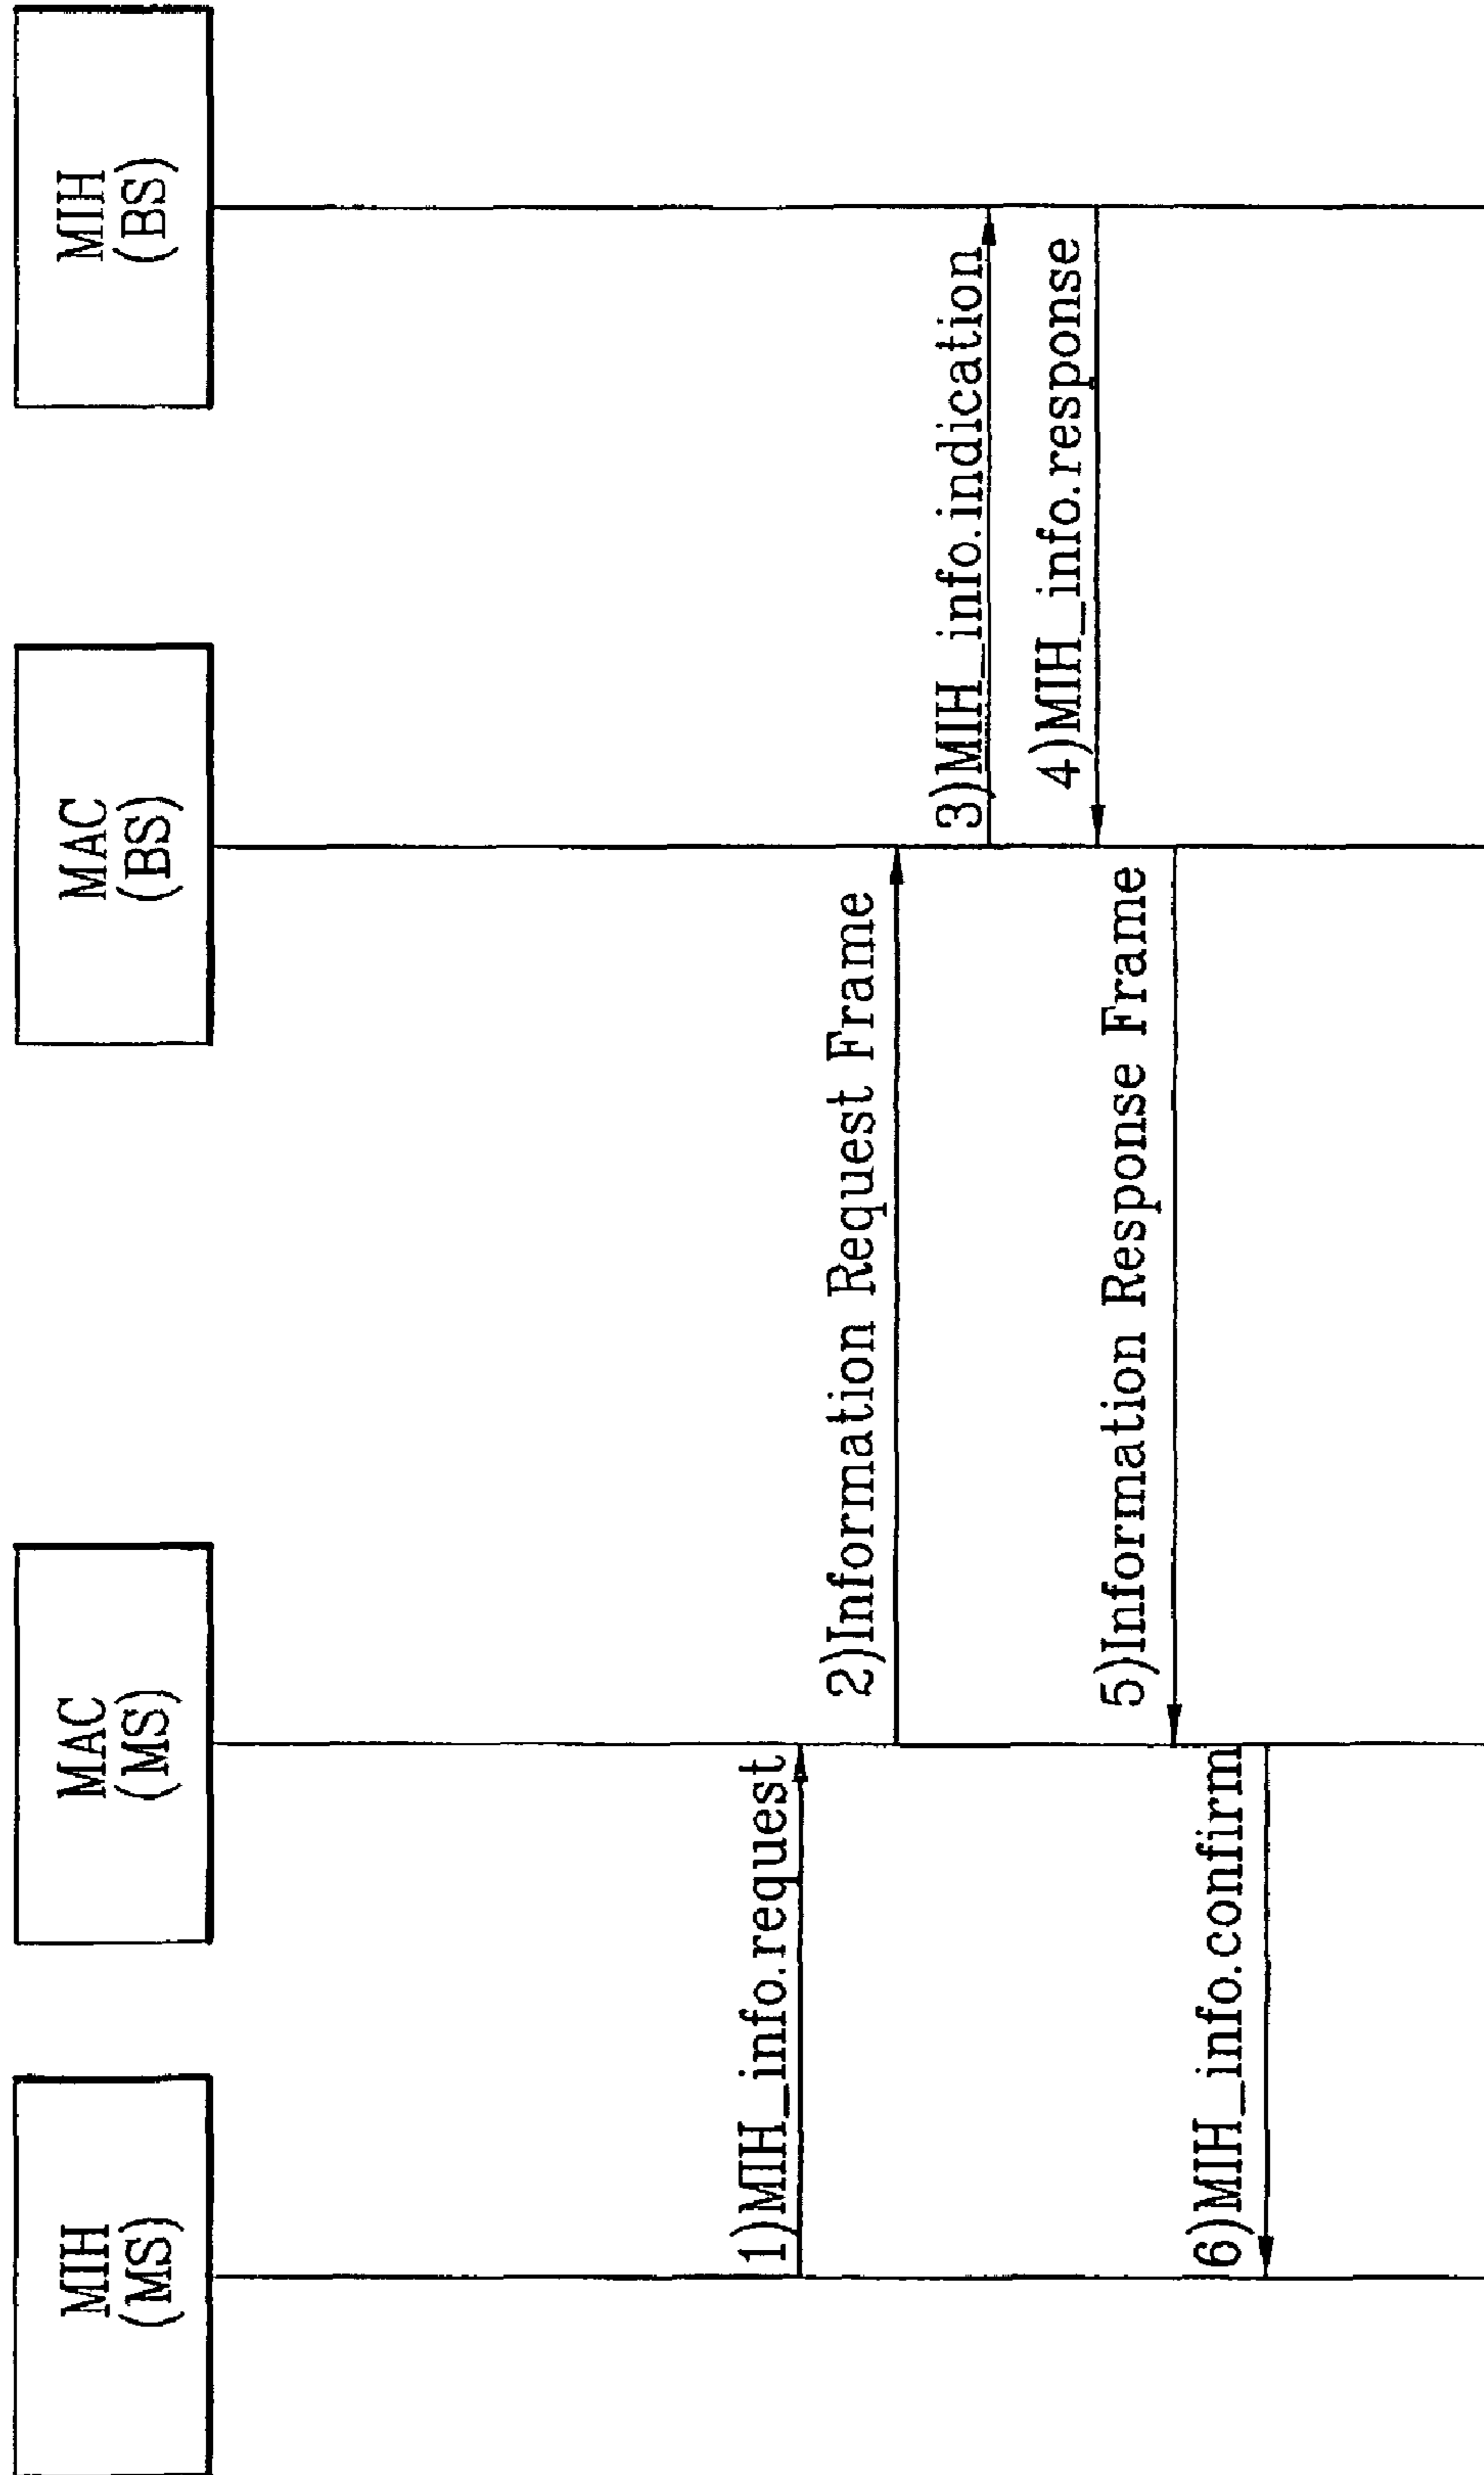 MIH
(MS)
MAC
(MS)
MAC
(BS)
MIH
(BS)
1)MIH_info.request
2)Information Request Frame
3)MIH_info.indication
4)MIH_info.response
5)Information Response Frame
6)MIH_info.confirm